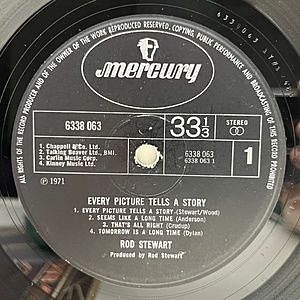 ALL RIGHTS OF THE RECORD PRODUCER AND OF THE OWNER OF THE WORK REPRODUCED RESERVED. COPYING, PUBLIC PERFORMANCE AND BROADCASTING OF THIS RECORD PROHIBITED
mercury
6338 063
33 1/3
STEREO
1. Chappell & Co. Ltd.
2. Talking Beaver Ltd., BMI.
3. Carlin Music Corp.
4. Kinney Music Ltd.
6338 063
6338 063 1
1
℗ 1971
EVERY PICTURE TELLS A STORY
1. EVERY PICTURE TELLS A STORY (Stewart/Wood)
2. SEEMS LIKE A LONG TIME (Anderson)
3. THAT'S ALL RIGHT (Crudup)
4. TOMORROW IS A LONG TIME (Dylan)
ROD STEWART
Produced by Rod Stewart